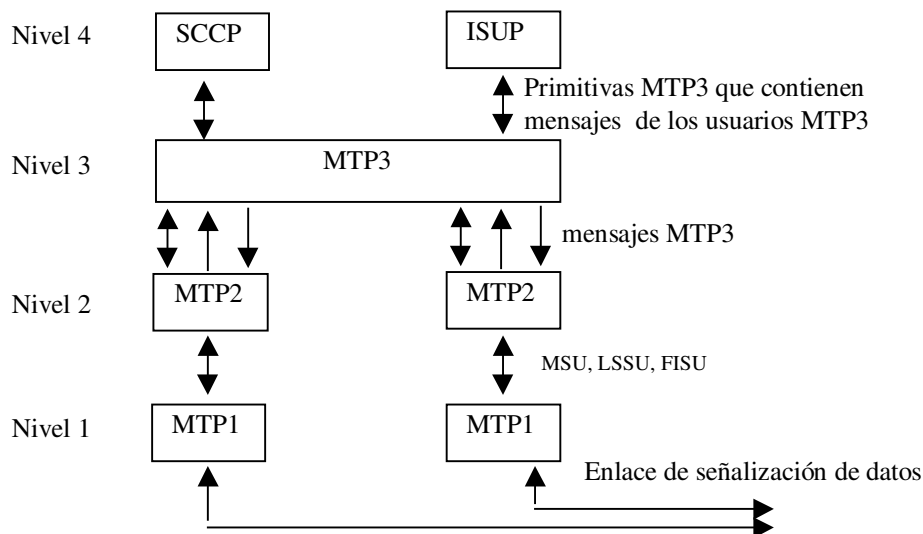 Nivel 4
SCCP
ISUP
Primitivas MTP3 que contienen
mensajes de los usuarios MTP3
Nivel 3
MTP3
mensajes MTP3
Nivel 2
MTP2
MTP2
MSU, LSSU, FISU
Nivel 1
MTP1
MTP1
Enlace de señalización de datos